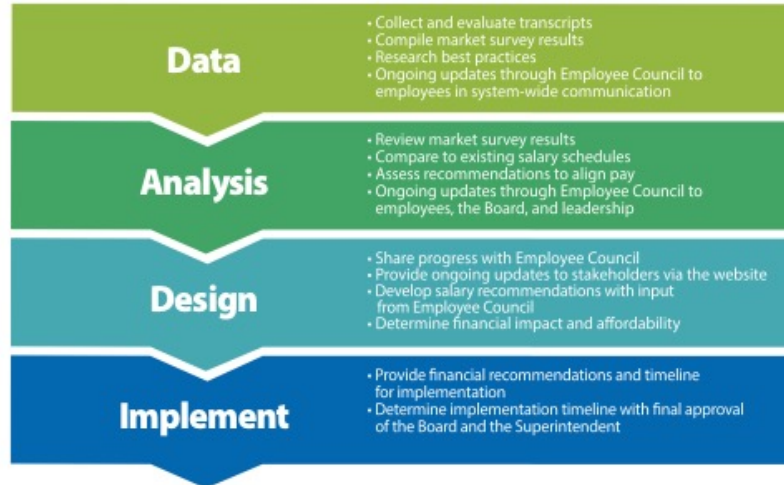 Data
• Collect and evaluate transcripts
• Compile market survey results
• Research best practices
• Ongoing updates through Employee Council to
employees in system-wide communication
Analysis
• Review market survey results
• Compare to existing salary schedules
• Assess recommendations to align pay
• Ongoing updates through Employee Council to
employees, the Board, and leadership
Design
• Share progress with Employee Council
• Provide ongoing updates to stakeholders via the website
• Develop salary recommendations with input
from Employee Council
• Determine financial impact and affordability
Implement
• Provide financial recommendations and timeline
for implementation
• Determine implementation timeline with final approval
of the Board and the Superintendent